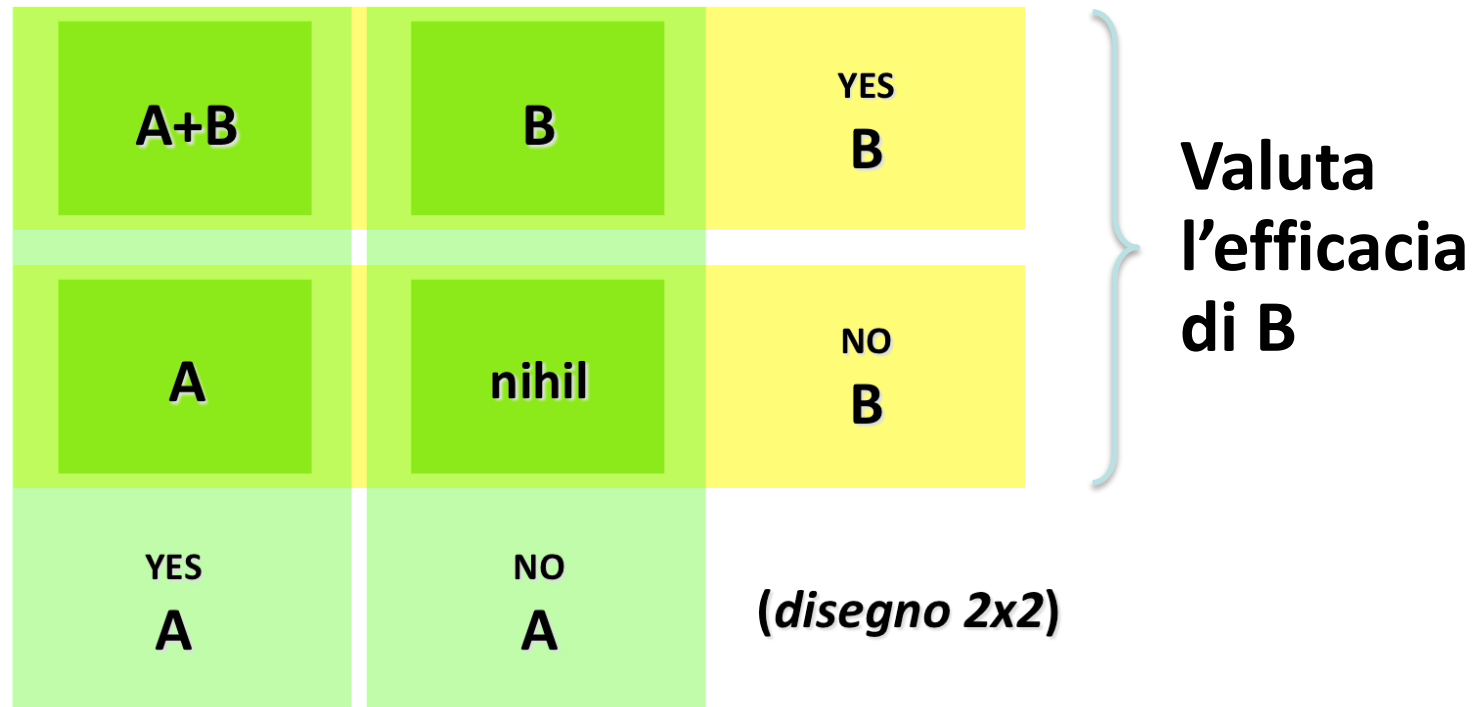 A+B
B
YES
B
A
nihil
NO
B
Valuta
l’efficacia
di B
YES
A
NO
A
(disegno 2x2)